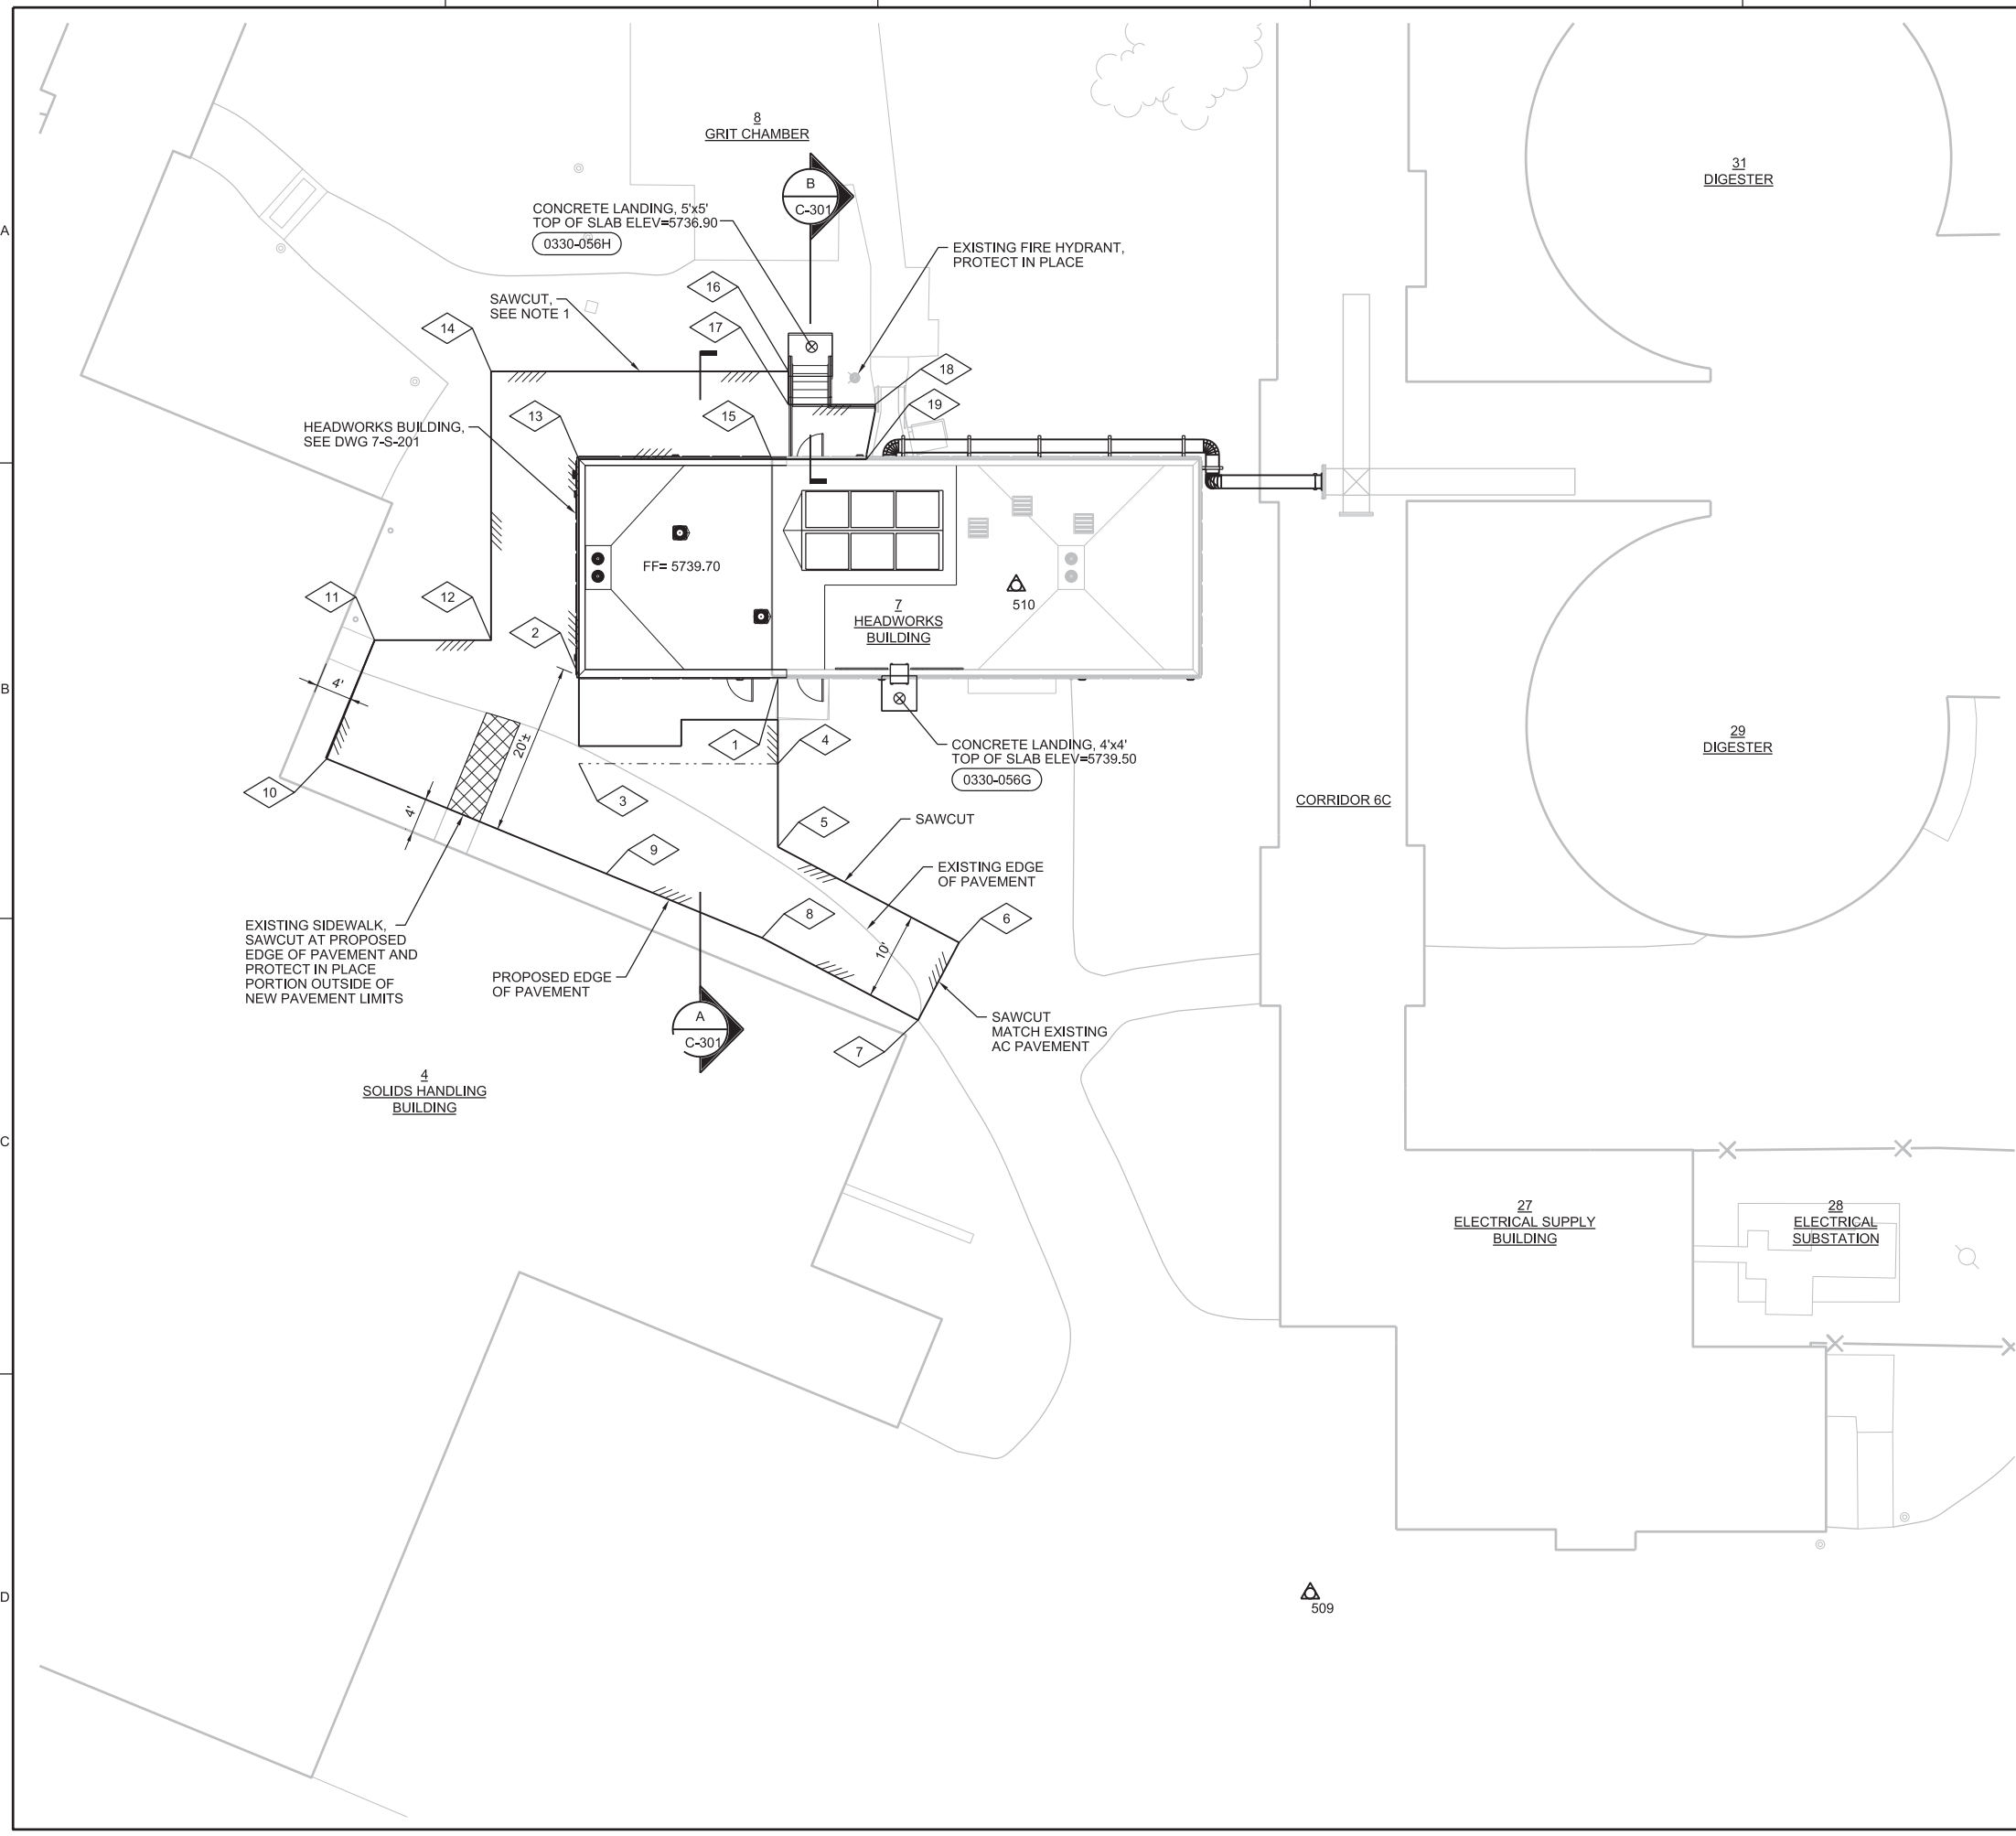 8
GRIT CHAMBER
B
C-301
31
DIGESTER
CONCRETE LANDING, 5'x5'
TOP OF SLAB ELEV=5736.90
0330-056H
A
EXISTING FIRE HYDRANT,
PROTECT IN PLACE
16
SAWCUT,
SEE NOTE 1
14
17
18
19
13
15
HEADWORKS BUILDING,
SEE DWG 7-S-201
FF= 5739.70
11
12
510
7
HEADWORKS
BUILDING
2
B
4'
20'±
1
4
CONCRETE LANDING, 4'x4'
TOP OF SLAB ELEV=5739.50
0330-056G
29
DIGESTER
10
3
4'
CORRIDOR 6C
5
SAWCUT
9
EXISTING EDGE
OF PAVEMENT
8
6
10'
EXISTING SIDEWALK,
SAWCUT AT PROPOSED
EDGE OF PAVEMENT AND
PROTECT IN PLACE
PORTION OUTSIDE OF
NEW PAVEMENT LIMITS
PROPOSED EDGE
OF PAVEMENT
A
C-301
SAWCUT
MATCH EXISTING
AC PAVEMENT
7
4
SOLIDS HANDLING
BUILDING
C
27
ELECTRICAL SUPPLY
BUILDING
28
ELECTRICAL
SUBSTATION
D
509